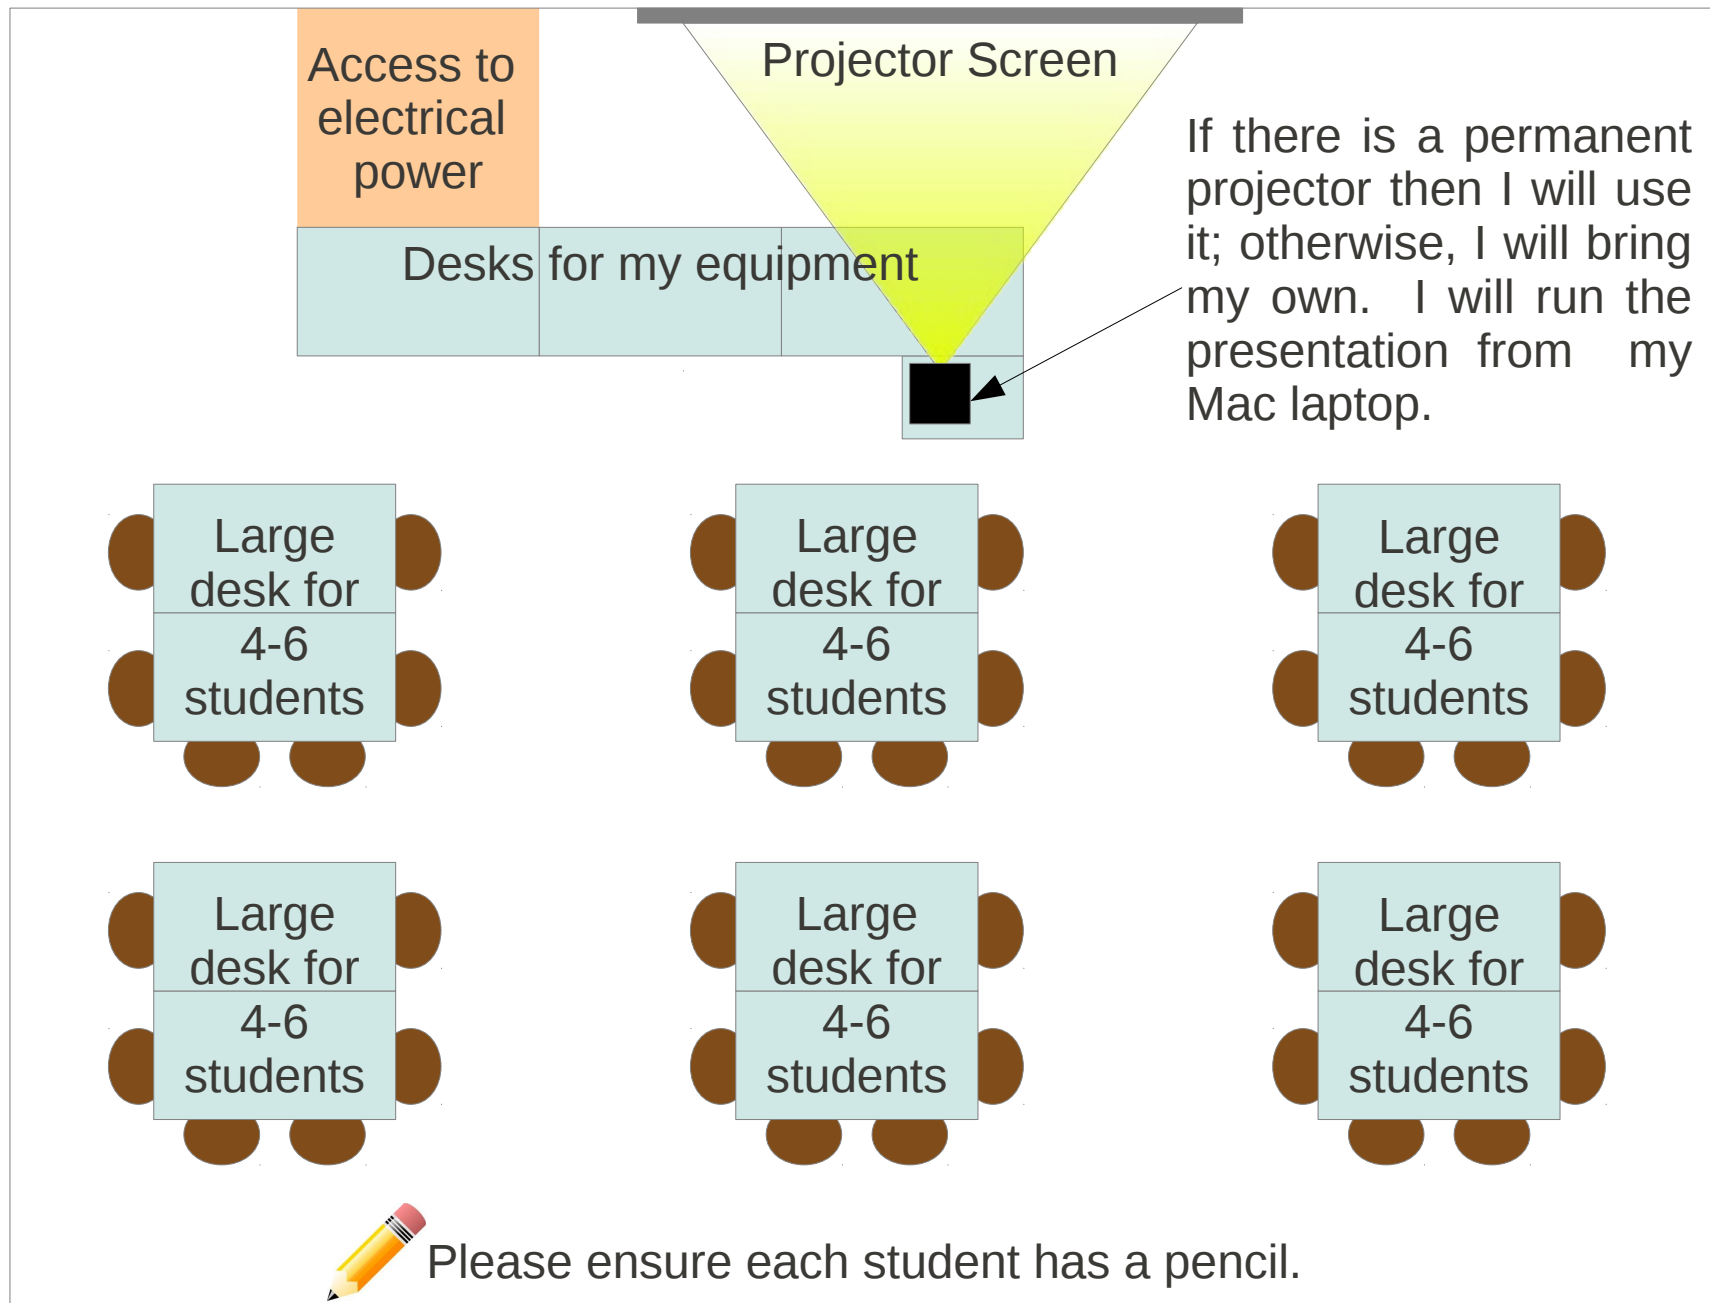 Access to
electrical
power
Projector Screen
If there is a permanent
projector then I will use
it; otherwise, I will bring
my own. I will run the
presentation from my
Mac laptop.
Desks for my equipment
Large
desk for
4-6
students
Large
desk for
4-6
students
Large
desk for
4-6
students
Large
desk for
4-6
students
Large
desk for
4-6
students
Large
desk for
4-6
students
Please ensure each student has a pencil.